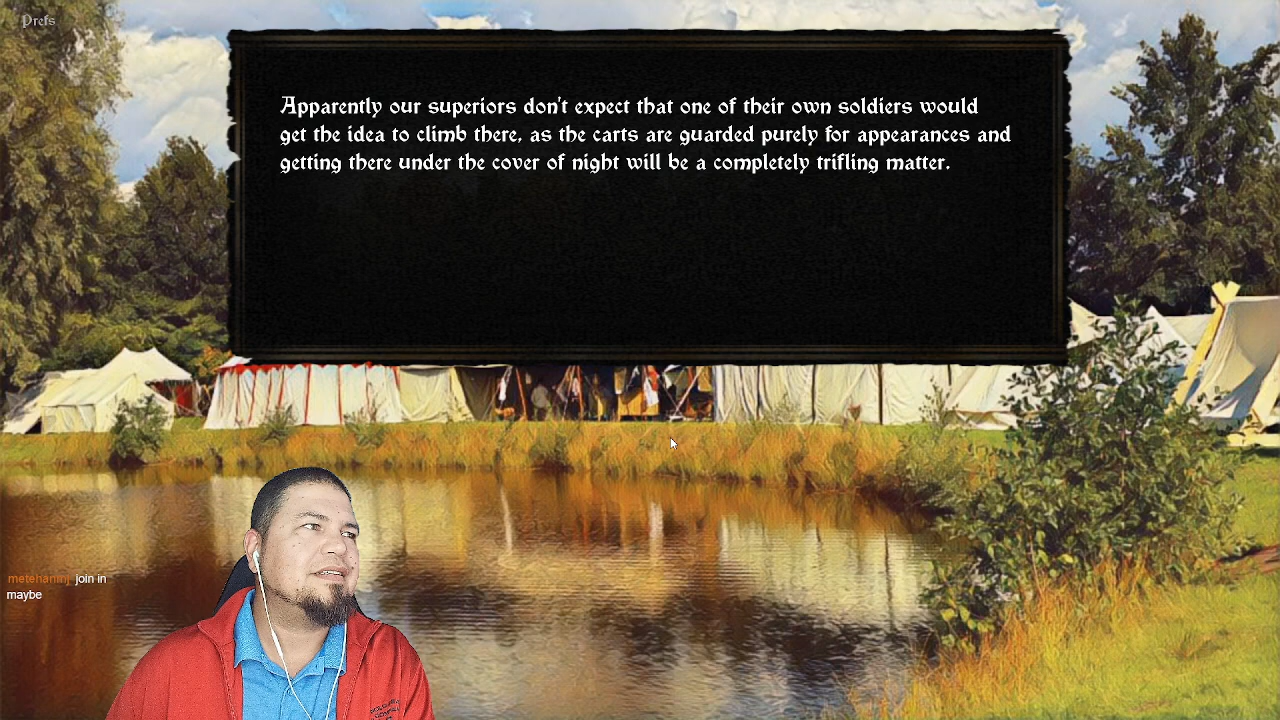 Prefs
Apparently our superiors don't expect that one of their own soldiers would
get the idea to climb there, as the carts are guarded purely for appearances and
getting there under the cover of night will be a completely trifling matter.
metehanmj join in
maybe